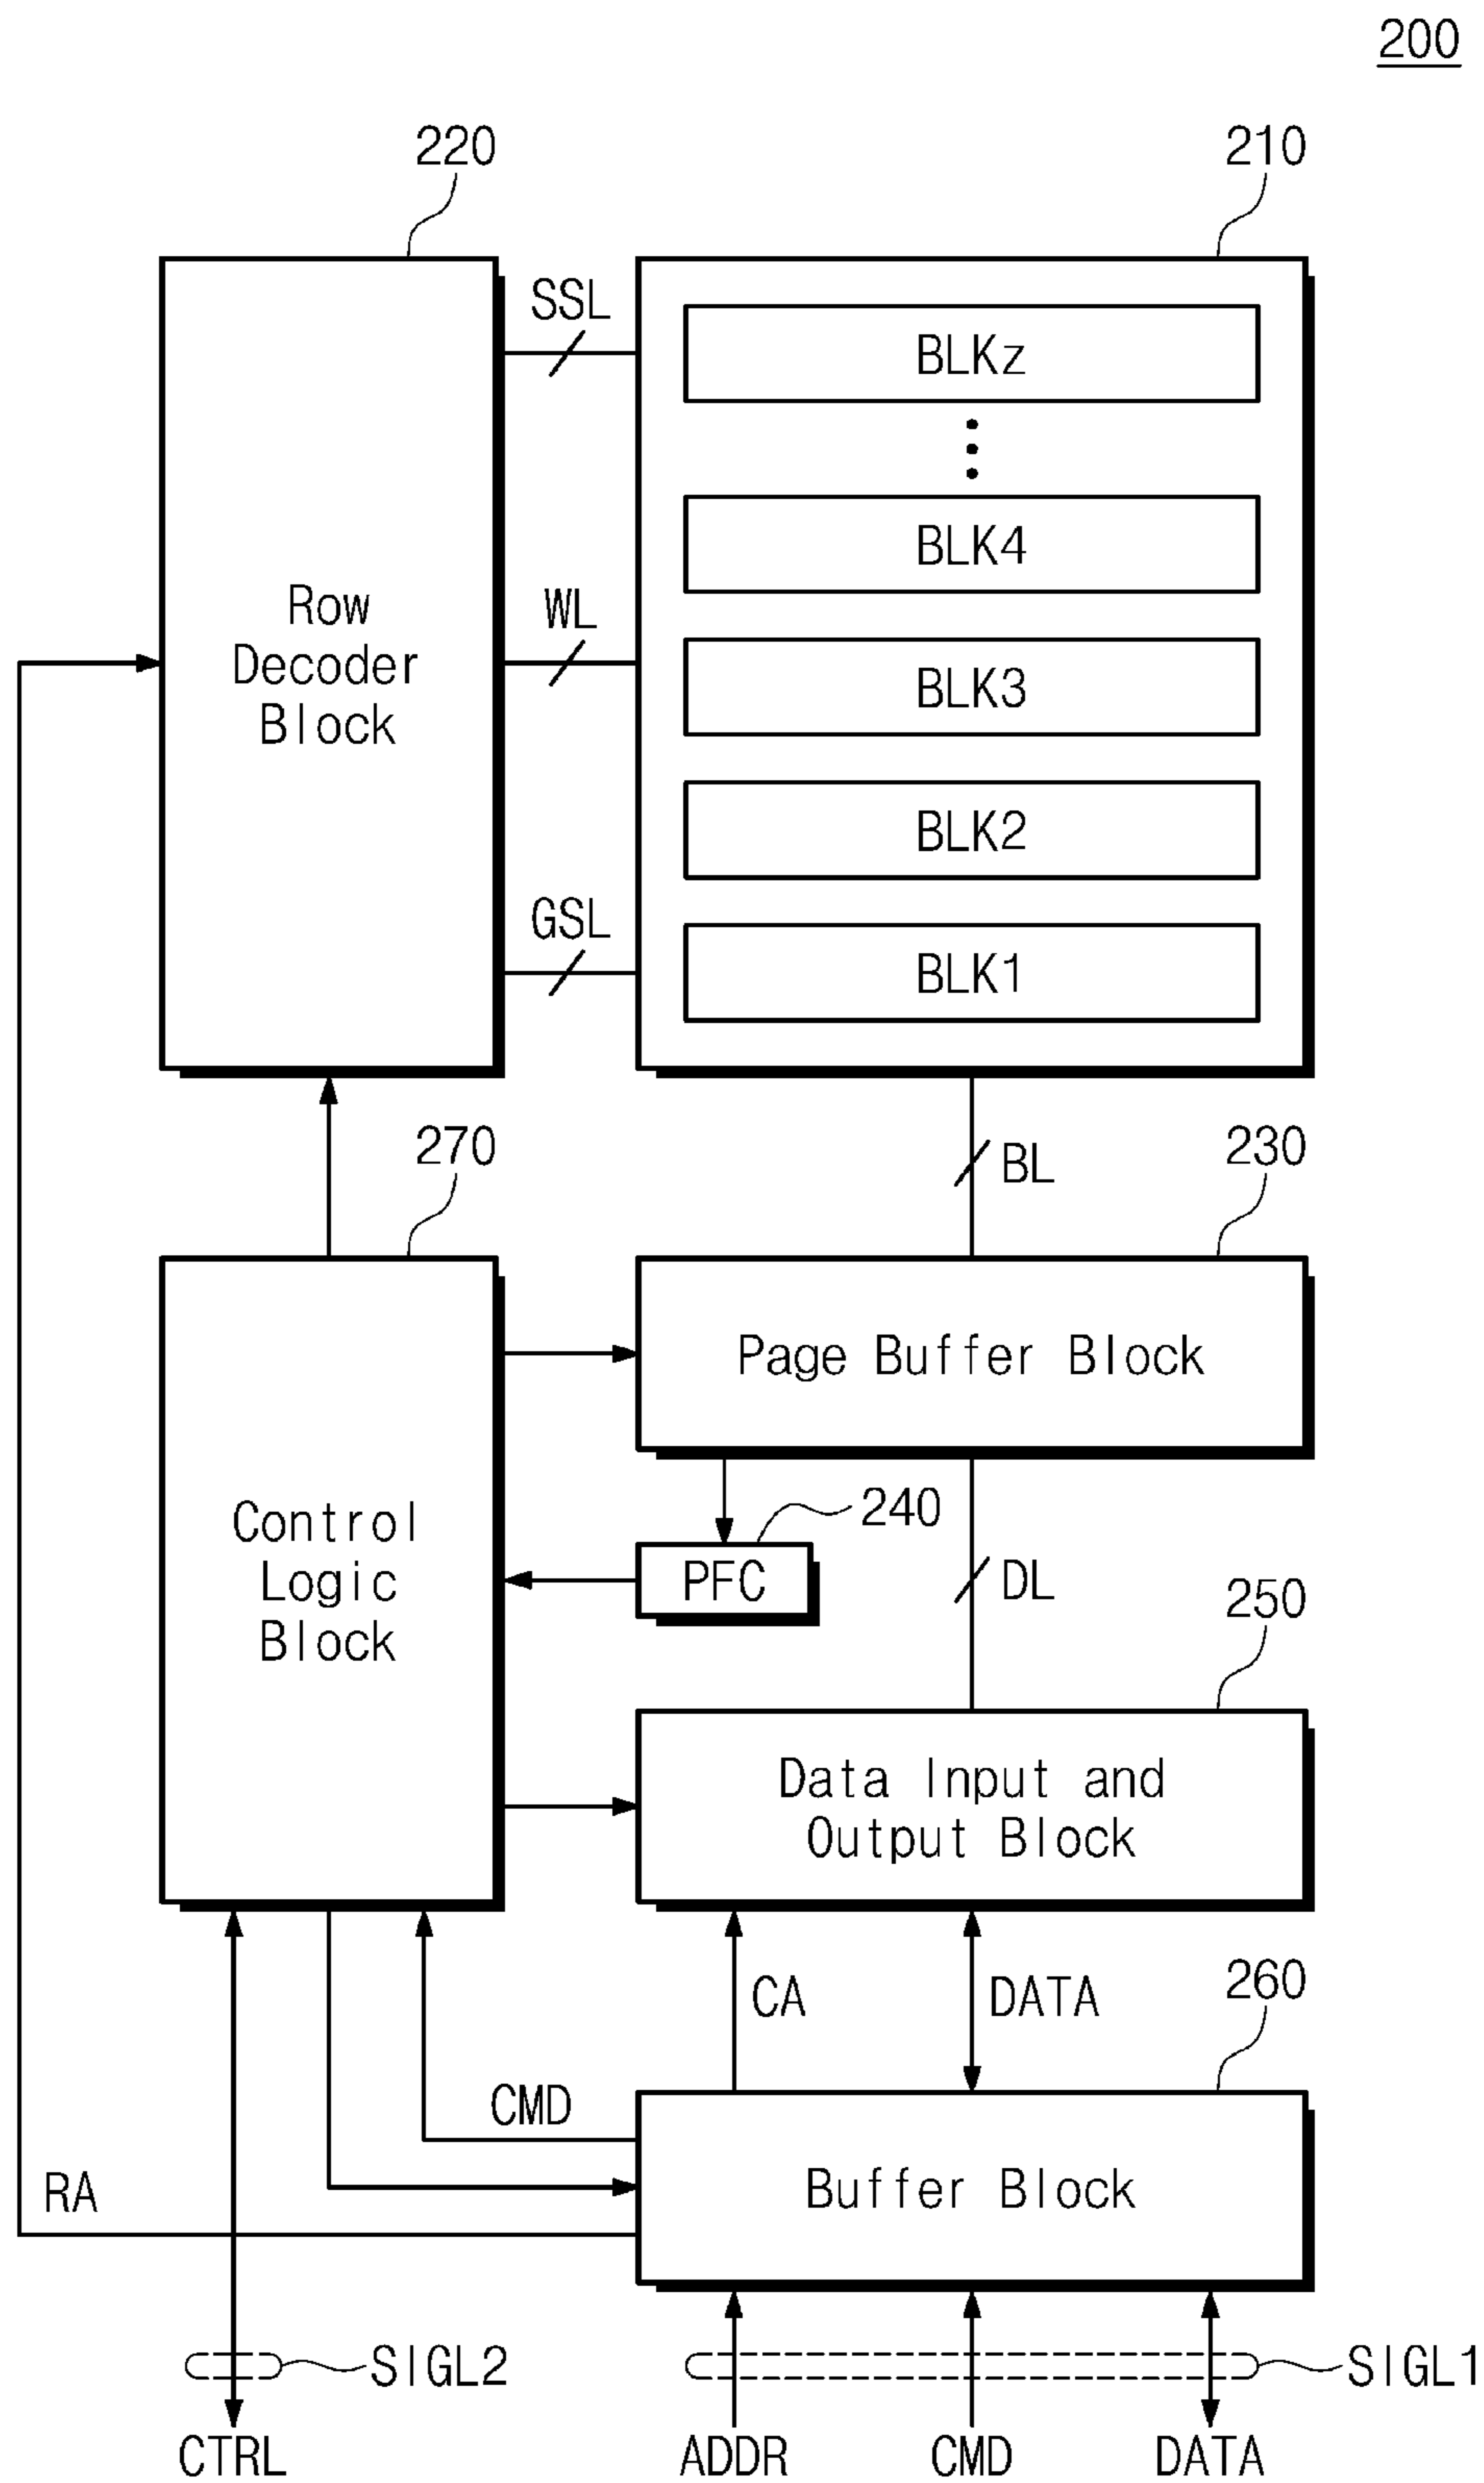 200
220
210
SSL
BLKz
BLK4
Row
Decoder
Block
WL
BLK3
BLK2
GSL
BLK1
270
BL
230
Page Buffer Block
240
Control
Logic
Block
PFC
DL
250
Data Input and
Output Block
CA
DATA
260
CMD
RA
Buffer Block
SIGL2
SIGL1
CTRL
ADDR
CMD
DATA